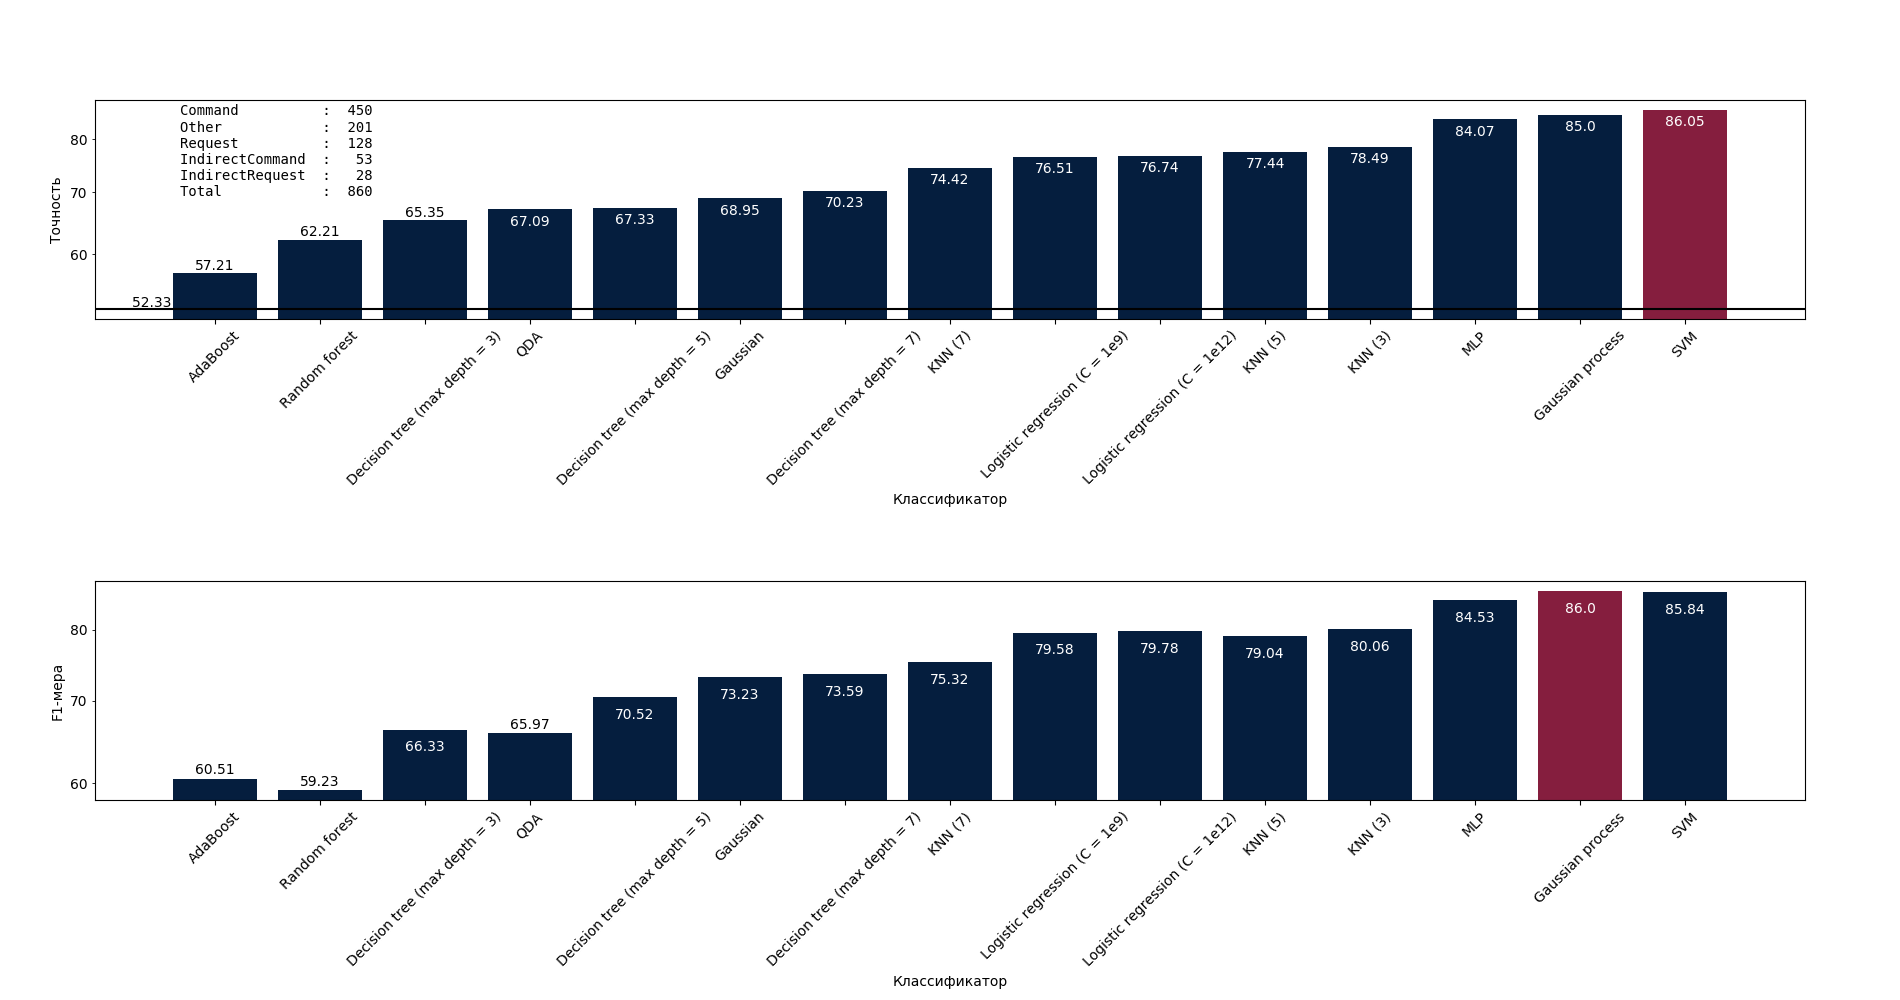 Command          :  450
Other            :  201
Request          :  128
IndirectCommand  :   53
IndirectRequest  :   28
Total            :  860
Точность
80
70
60
52.33
57.21
62.21
65.35
67.09
67.33
68.95
70.23
74.42
76.51
76.74
77.44
78.49
84.07
85.0
86.05
AdaBoost
Random forest
Decision tree (max depth = 3)
QDA
Decision tree (max depth = 5)
Gaussian
Decision tree (max depth = 7)
KNN (7)
Logistic regression (C = 1e9)
Logistic regression (C = 1e12)
KNN (5)
KNN (3)
MLP
Gaussian process
SVM
Классификатор
F1-мера
80
70
60
60.51
59.23
66.33
65.97
70.52
73.23
73.59
75.32
79.58
79.78
79.04
80.06
84.53
86.0
85.84
AdaBoost
Random forest
Decision tree (max depth = 3)
QDA
Decision tree (max depth = 5)
Gaussian
Decision tree (max depth = 7)
KNN (7)
Logistic regression (C = 1e9)
Logistic regression (C = 1e12)
KNN (5)
KNN (3)
MLP
Gaussian process
SVM
Классификатор